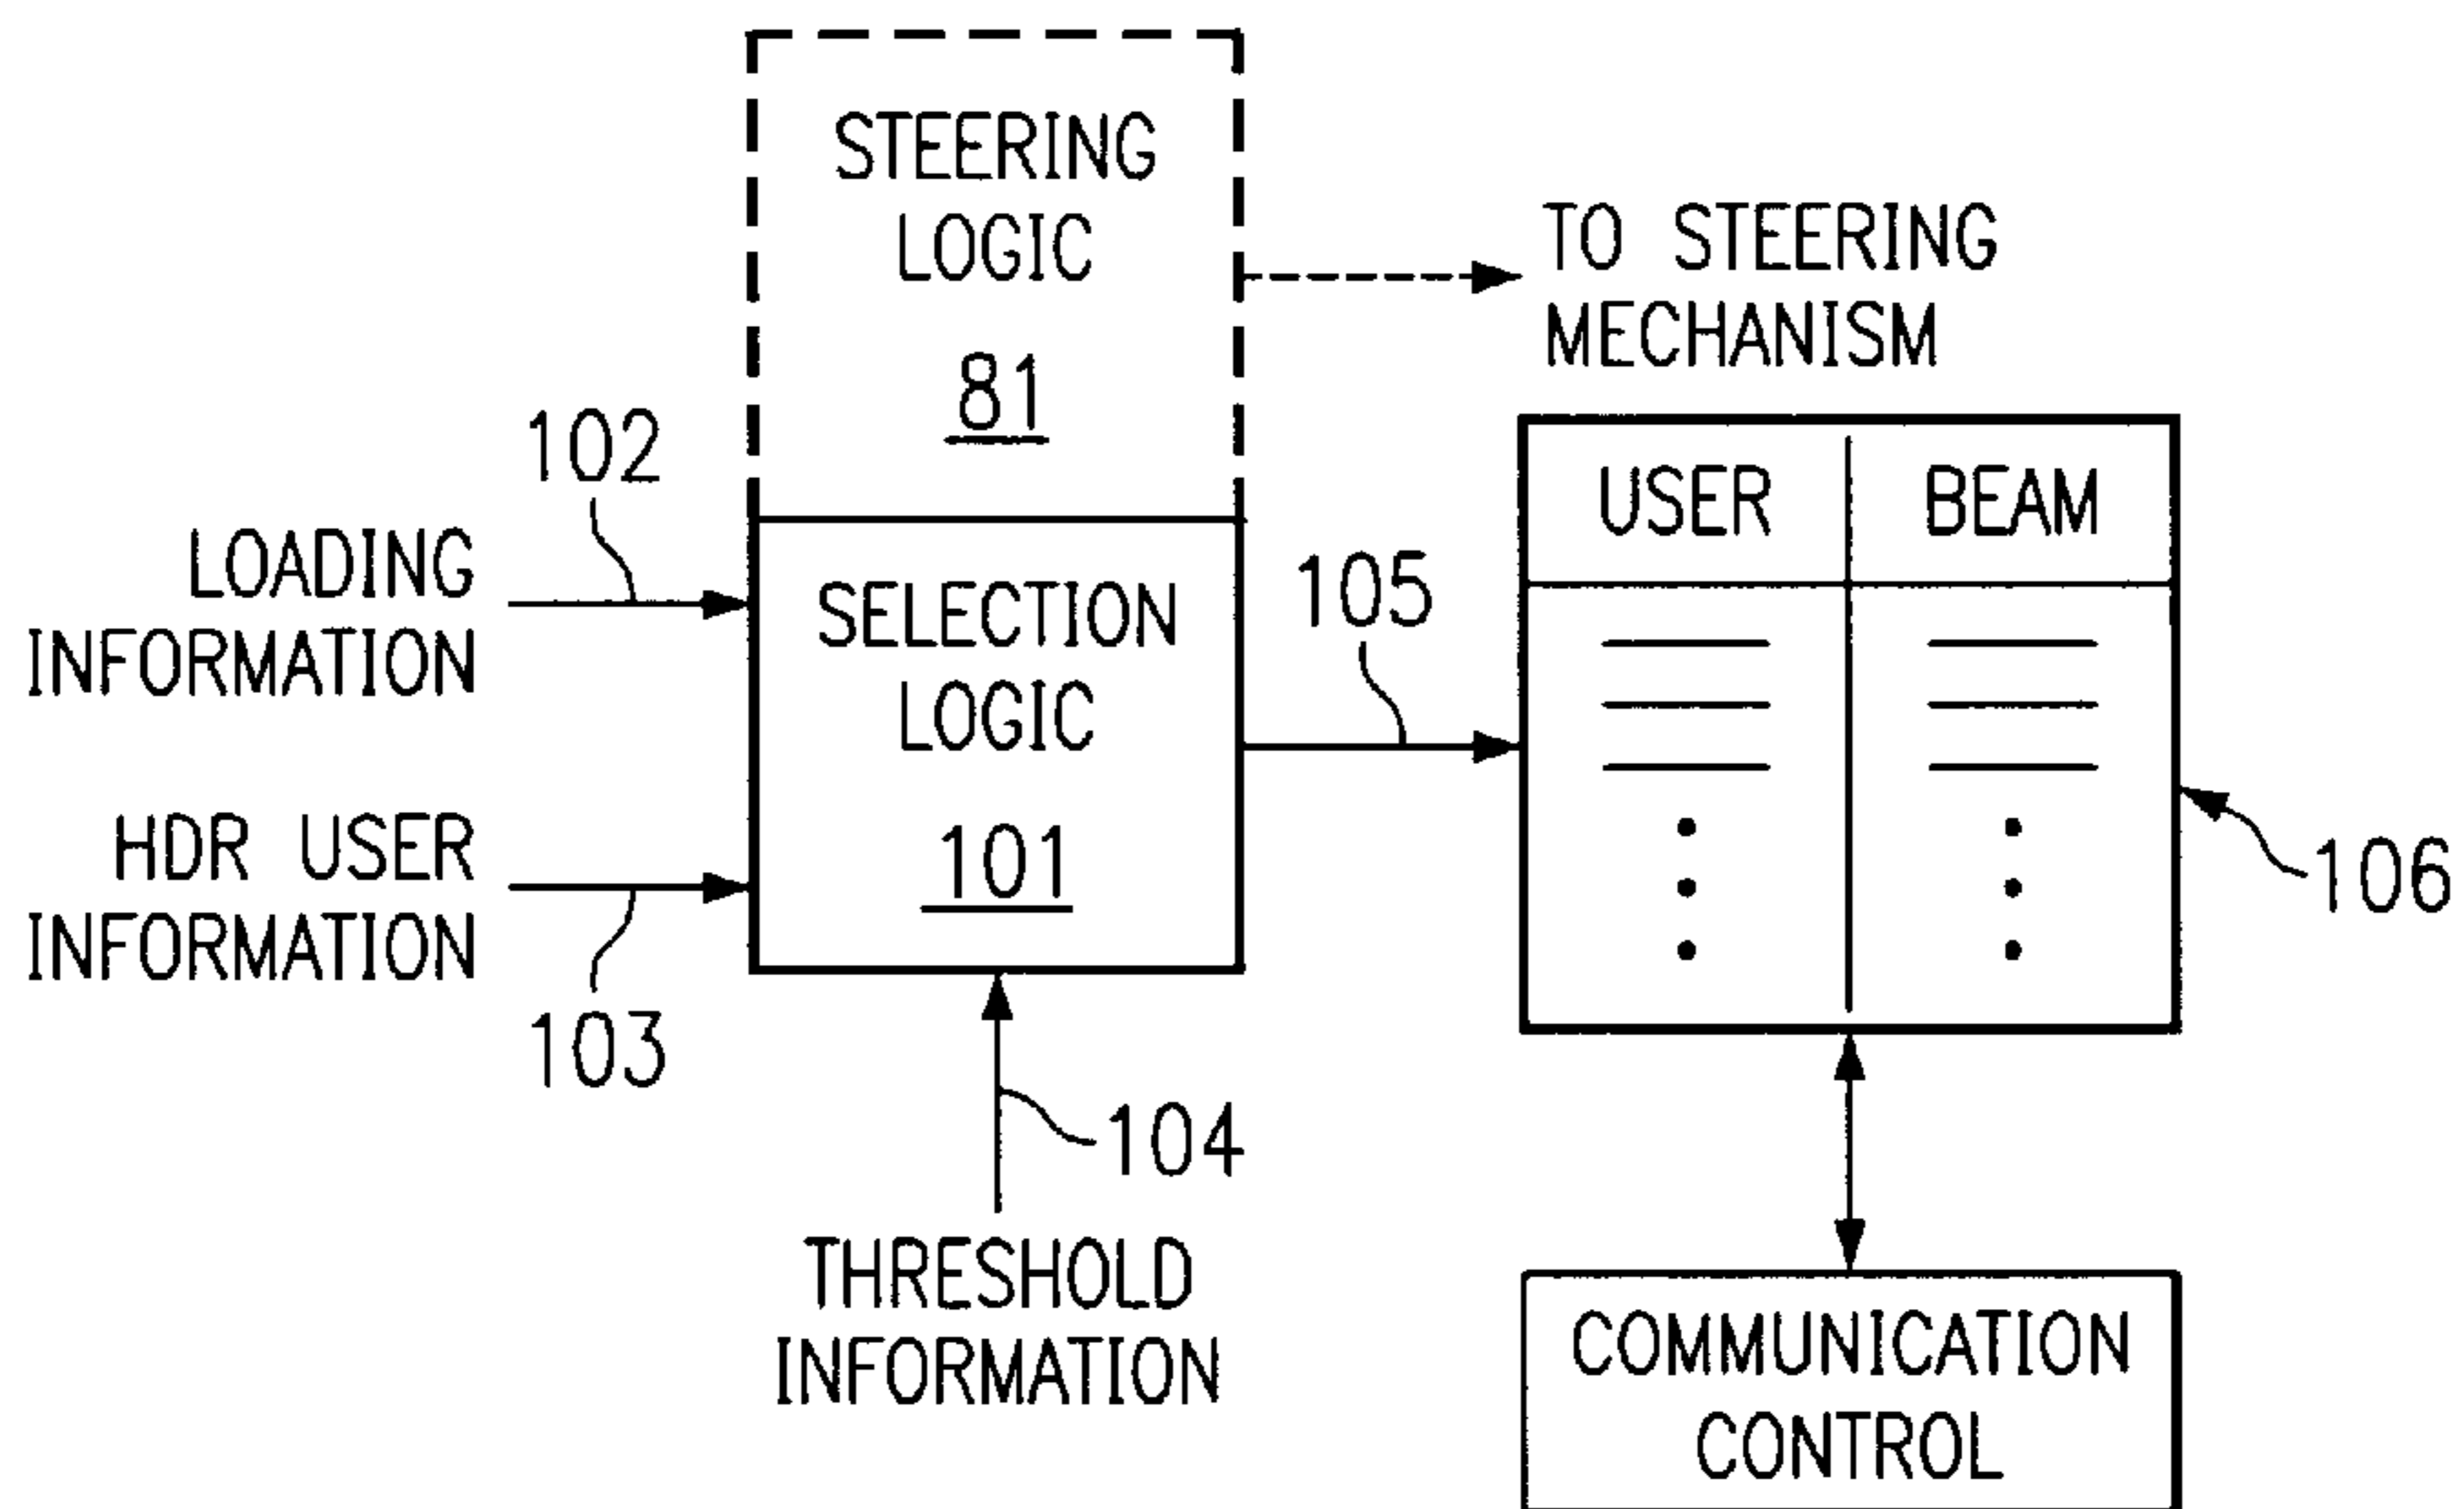 STEERING
LOGIC
81
TO STEERING
MECHANISM
102
LOADING
INFORMATION
SELECTION
LOGIC
101
105
USER BEAM
HDR USER
INFORMATION
103
106
104
THRESHOLD
INFORMATION
COMMUNICATION
CONTROL